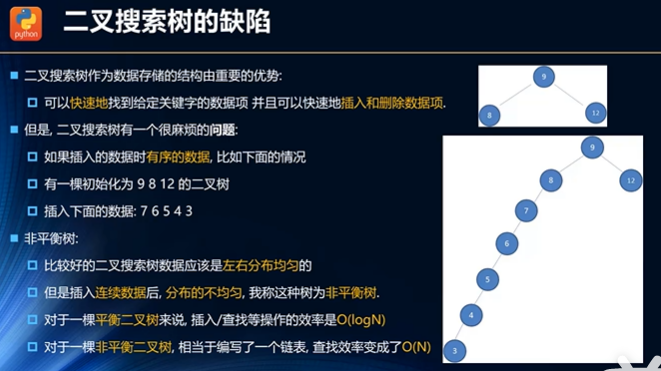 python
二叉搜索树的缺陷
二叉搜索树作为数据存储的结构由重要的优势:
可以快速地找到给定关键字的数据项 并且可以快速地插入和删除数据项.
但是, 二叉搜索树有一个很麻烦的问题:
如果插入的数据时有序的数据, 比如下面的情况
有一棵初始化为 9 8 12 的二叉树
插入下面的数据: 7 6 5 4 3
非平衡树:
比较好的二叉搜索树数据应该是左右分布均匀的
但是插入连续数据后, 分布的不均匀, 我称这种树为非平衡树.
对于一棵平衡二叉树来说, 插入/查找等操作的效率是O(logN)
对于一棵非平衡二叉树, 相当于编写了一个链表, 查找效率变成了O(N)
9
8 12
9
8 12
7
6
5
4
3